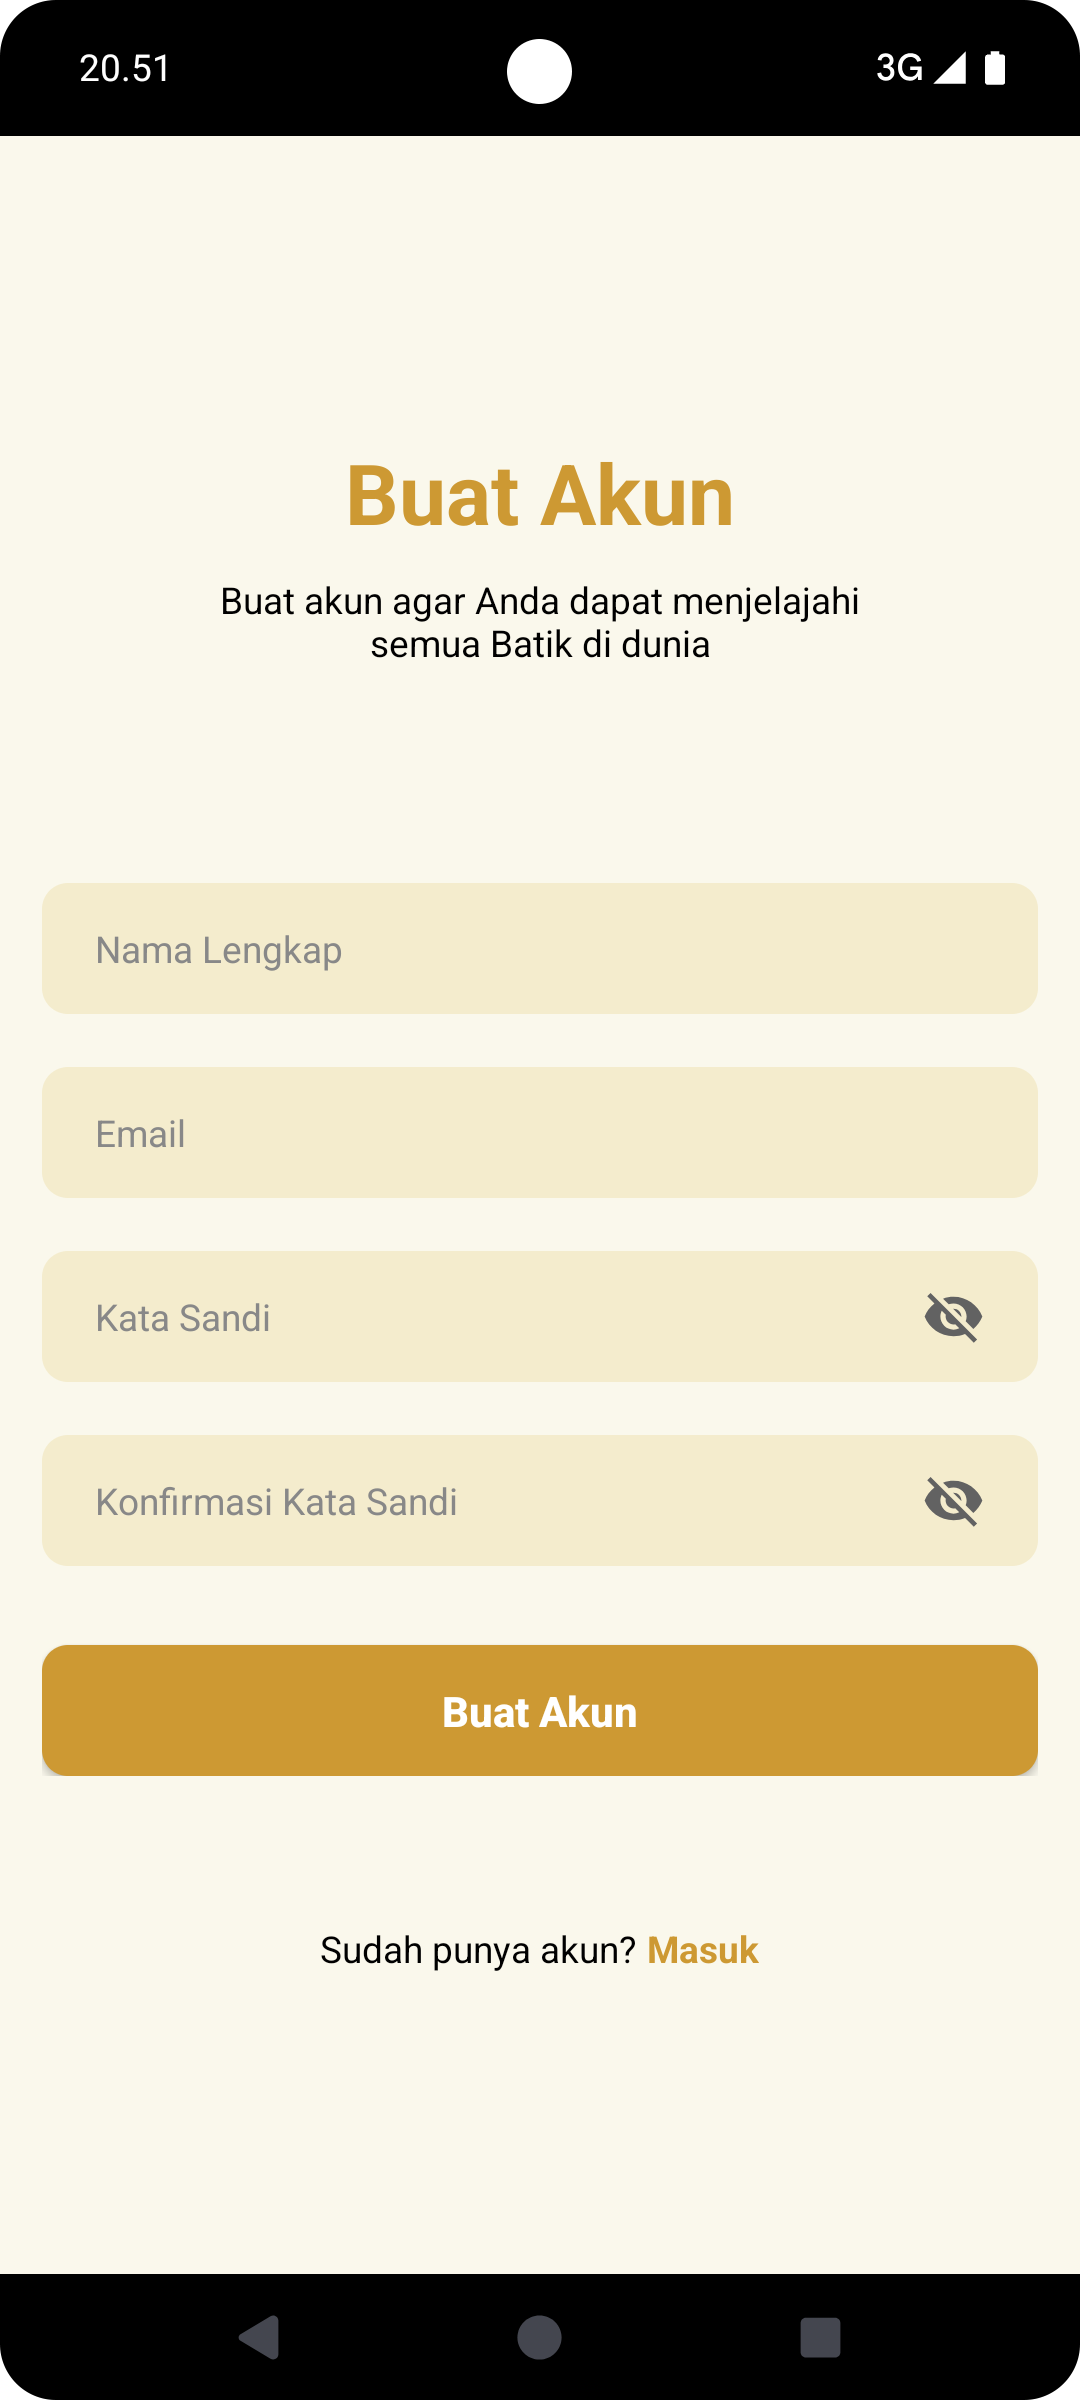 20.51
3G
Buat Akun
Buat akun agar Anda dapat menjelajahi
semua Batik di dunia
Nama Lengkap
Email
Kata Sandi
Konfirmasi Kata Sandi
Buat Akun
Sudah punya akun? Masuk